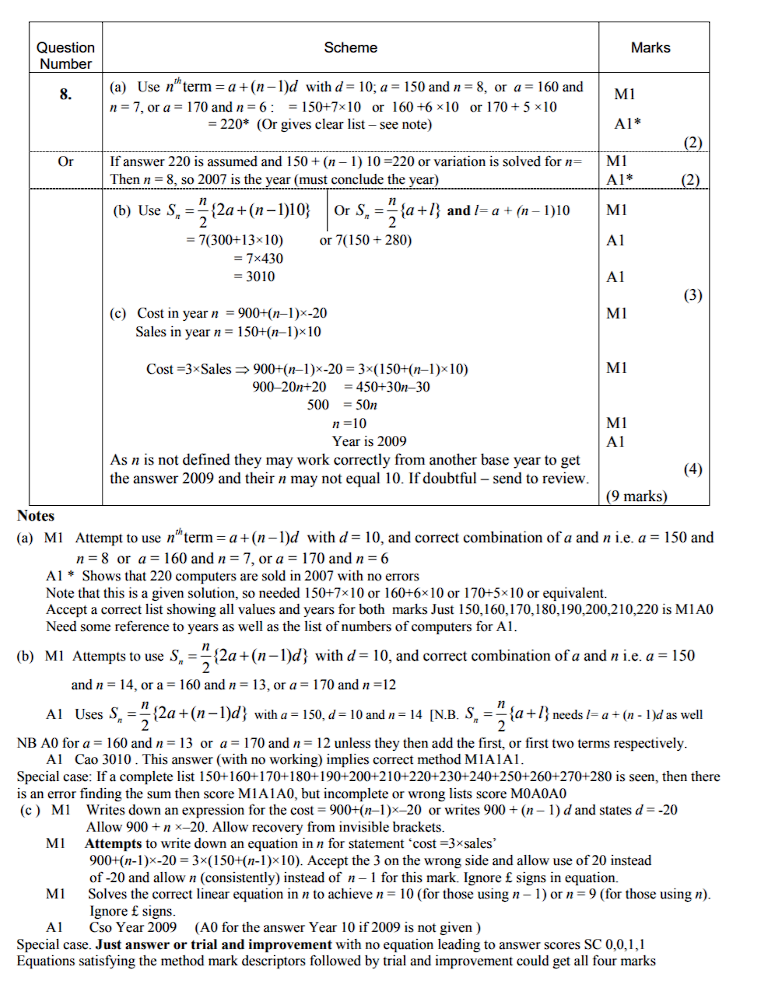 Question Number Scheme Marks
8. (a) Use nᵗʰ term = a + (n – 1)d with d = 10; a = 150 and n = 8, or a = 160 and
n = 7, or a = 170 and n = 6 : = 150+7×10 or 160 +6 ×10 or 170 + 5 ×10 M1
= 220* (Or gives clear list – see note) A1*
(2)
Or If answer 220 is assumed and 150 + (n – 1) 10 =220 or variation is solved for n= M1
Then n = 8, so 2007 is the year (must conclude the year) A1* (2)
(b) Use Sₙ = n/2 {2a + (n – 1)10} Or Sₙ = n/2 {a + l} and l= a + (n – 1)10 M1
= 7(300+13×10) or 7(150 + 280) A1
= 7×430
= 3010 A1
(3)
(c) Cost in year n = 900+(n–1)×-20 M1
Sales in year n = 150+(n–1)×10
Cost =3×Sales ⇒ 900+(n–1)×-20 = 3×(150+(n–1)×10) M1
900–20n+20 = 450+30n–30
500 = 50n
n =10 M1
Year is 2009 A1
As n is not defined they may work correctly from another base year to get
the answer 2009 and their n may not equal 10. If doubtful – send to review. (4)
(9 marks)
Notes
(a) M1 Attempt to use nᵗʰ term = a + (n – 1)d with d = 10, and correct combination of a and n i.e. a = 150 and
n = 8 or a = 160 and n = 7, or a = 170 and n = 6
A1 * Shows that 220 computers are sold in 2007 with no errors
Note that this is a given solution, so needed 150+7×10 or 160+6×10 or 170+5×10 or equivalent.
Accept a correct list showing all values and years for both marks Just 150,160,170,180,190,200,210,220 is M1A0
Need some reference to years as well as the list of numbers of computers for A1.
(b) M1 Attempts to use Sₙ = n/2 {2a + (n – 1)d} with d = 10, and correct combination of a and n i.e. a = 150
and n = 14, or a = 160 and n = 13, or a = 170 and n =12
A1 Uses Sₙ = n/2 {2a + (n – 1)d} with a = 150, d = 10 and n = 14 [N.B. Sₙ = n/2 {a + l} needs l= a + (n - 1)d as well
NB A0 for a = 160 and n = 13 or a = 170 and n = 12 unless they then add the first, or first two terms respectively.
A1 Cao 3010 . This answer (with no working) implies correct method M1A1A1.
Special case: If a complete list 150+160+170+180+190+200+210+220+230+240+250+260+270+280 is seen, then there
is an error finding the sum then score M1A1A0, but incomplete or wrong lists score M0A0A0
(c ) M1 Writes down an expression for the cost = 900+(n–1)×–20 or writes 900 + (n – 1) d and states d = -20
Allow 900 + n ×–20. Allow recovery from invisible brackets.
M1 Attempts to write down an equation in n for statement ‘cost =3×sales’
900+(n-1)×-20 = 3×(150+(n-1)×10). Accept the 3 on the wrong side and allow use of 20 instead
of -20 and allow n (consistently) instead of n – 1 for this mark. Ignore £ signs in equation.
M1 Solves the correct linear equation in n to achieve n = 10 (for those using n – 1) or n = 9 (for those using n).
Ignore £ signs.
A1 Cso Year 2009 (A0 for the answer Year 10 if 2009 is not given )
Special case. Just answer or trial and improvement with no equation leading to answer scores SC 0,0,1,1
Equations satisfying the method mark descriptors followed by trial and improvement could get all four marks